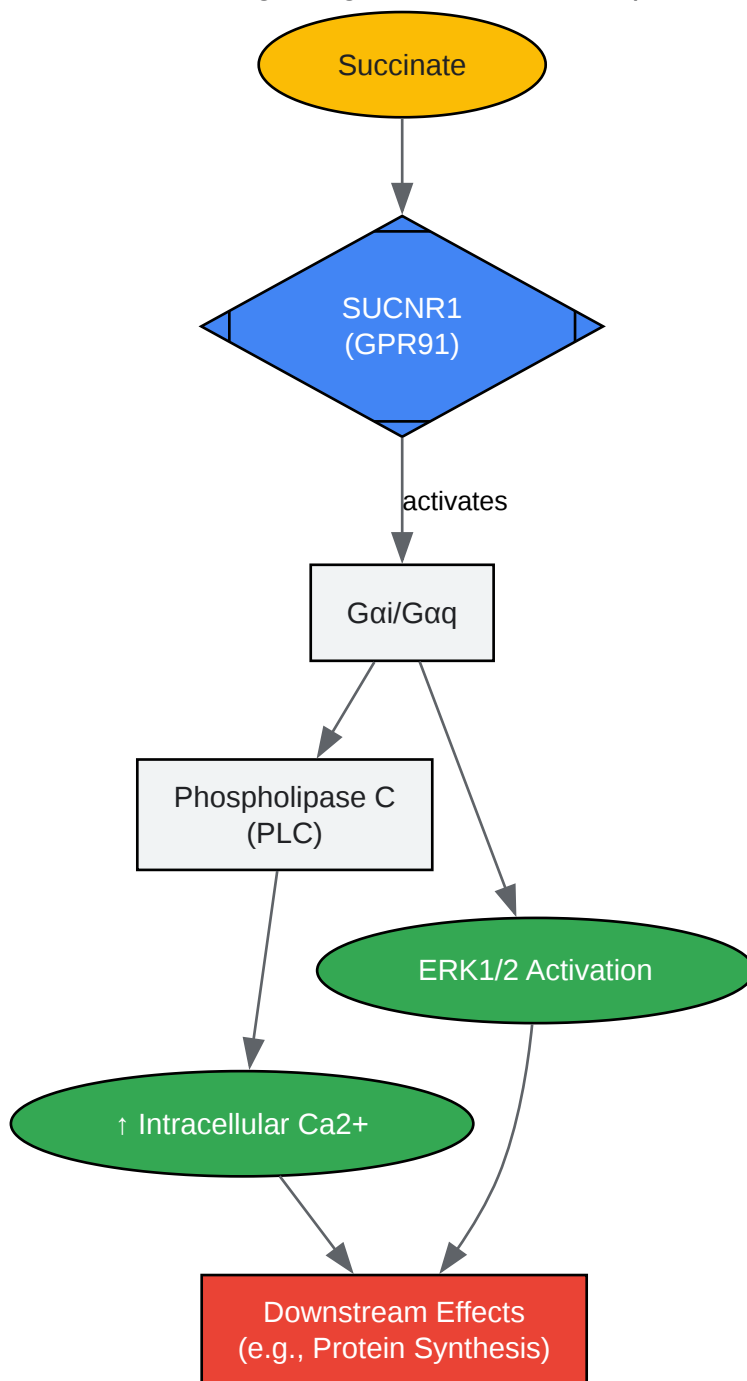 Succinate
SUCNR1
(GPR91)
activates
Gαi/Gαq
Phospholipase C
(PLC)
ERK1/2 Activation
↑ Intracellular Ca2+
Downstream Effects
(e.g., Protein Synthesis)